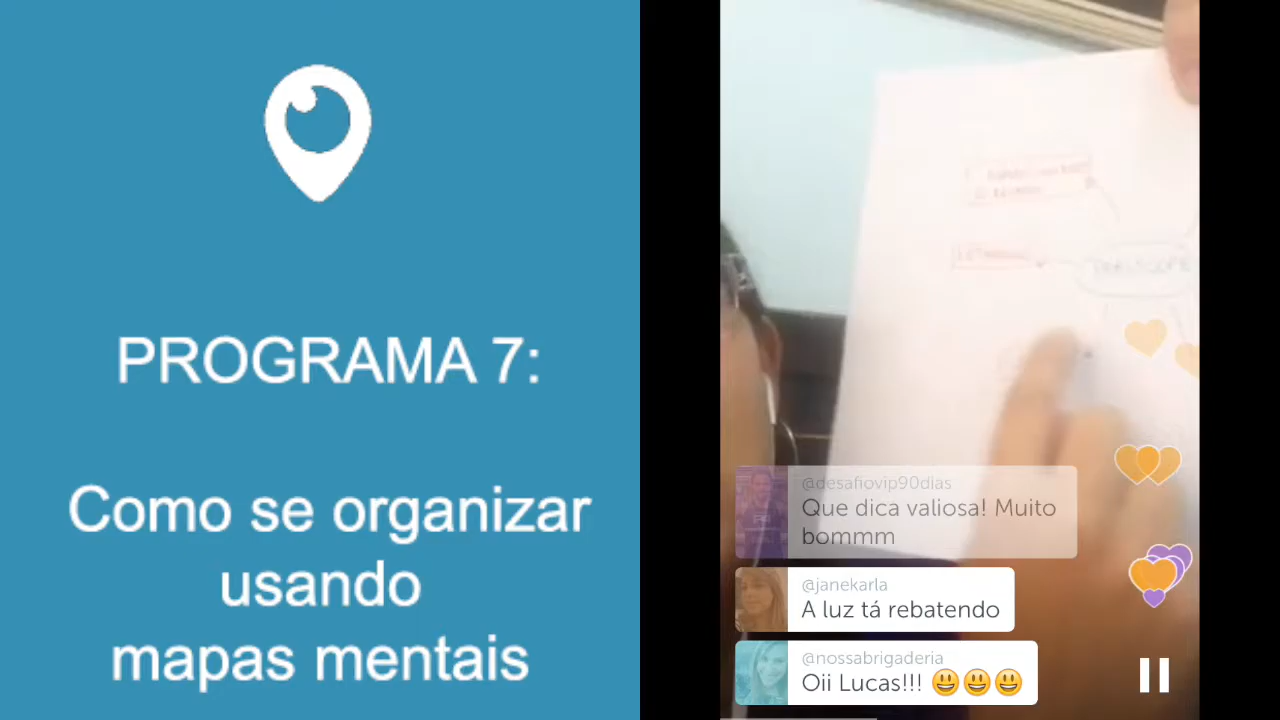 PROGRAMA 7:
Como se organizar
usando
mapas mentais
PERISCOPE
@desafiovip90dias
Que dica valiosa! Muito
bommm
@janekarla
A luz tá rebatendo
@nossabrigaderia
Oii Lucas!!! 😃😃😃